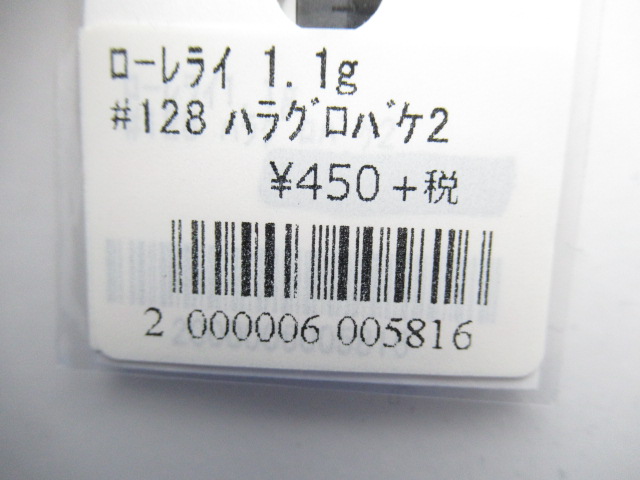 ﾛｰﾚﾗｲ 1.1g
#128 ﾊﾗｸﾞﾛﾊﾞｹ2
¥450+税
2 000006 005816